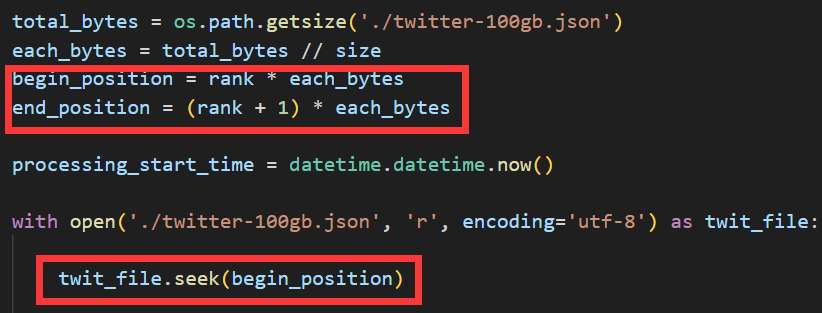 total_bytes = os.path.getsize('./twitter-100gb.json')
each_bytes = total_bytes // size
begin_position = rank * each_bytes
end_position = (rank + 1) * each_bytes
processing_start_time = datetime.datetime.now()
with open('./twitter-100gb.json', 'r', encoding='utf-8') as twit_file:
twit_file.seek(begin_position)